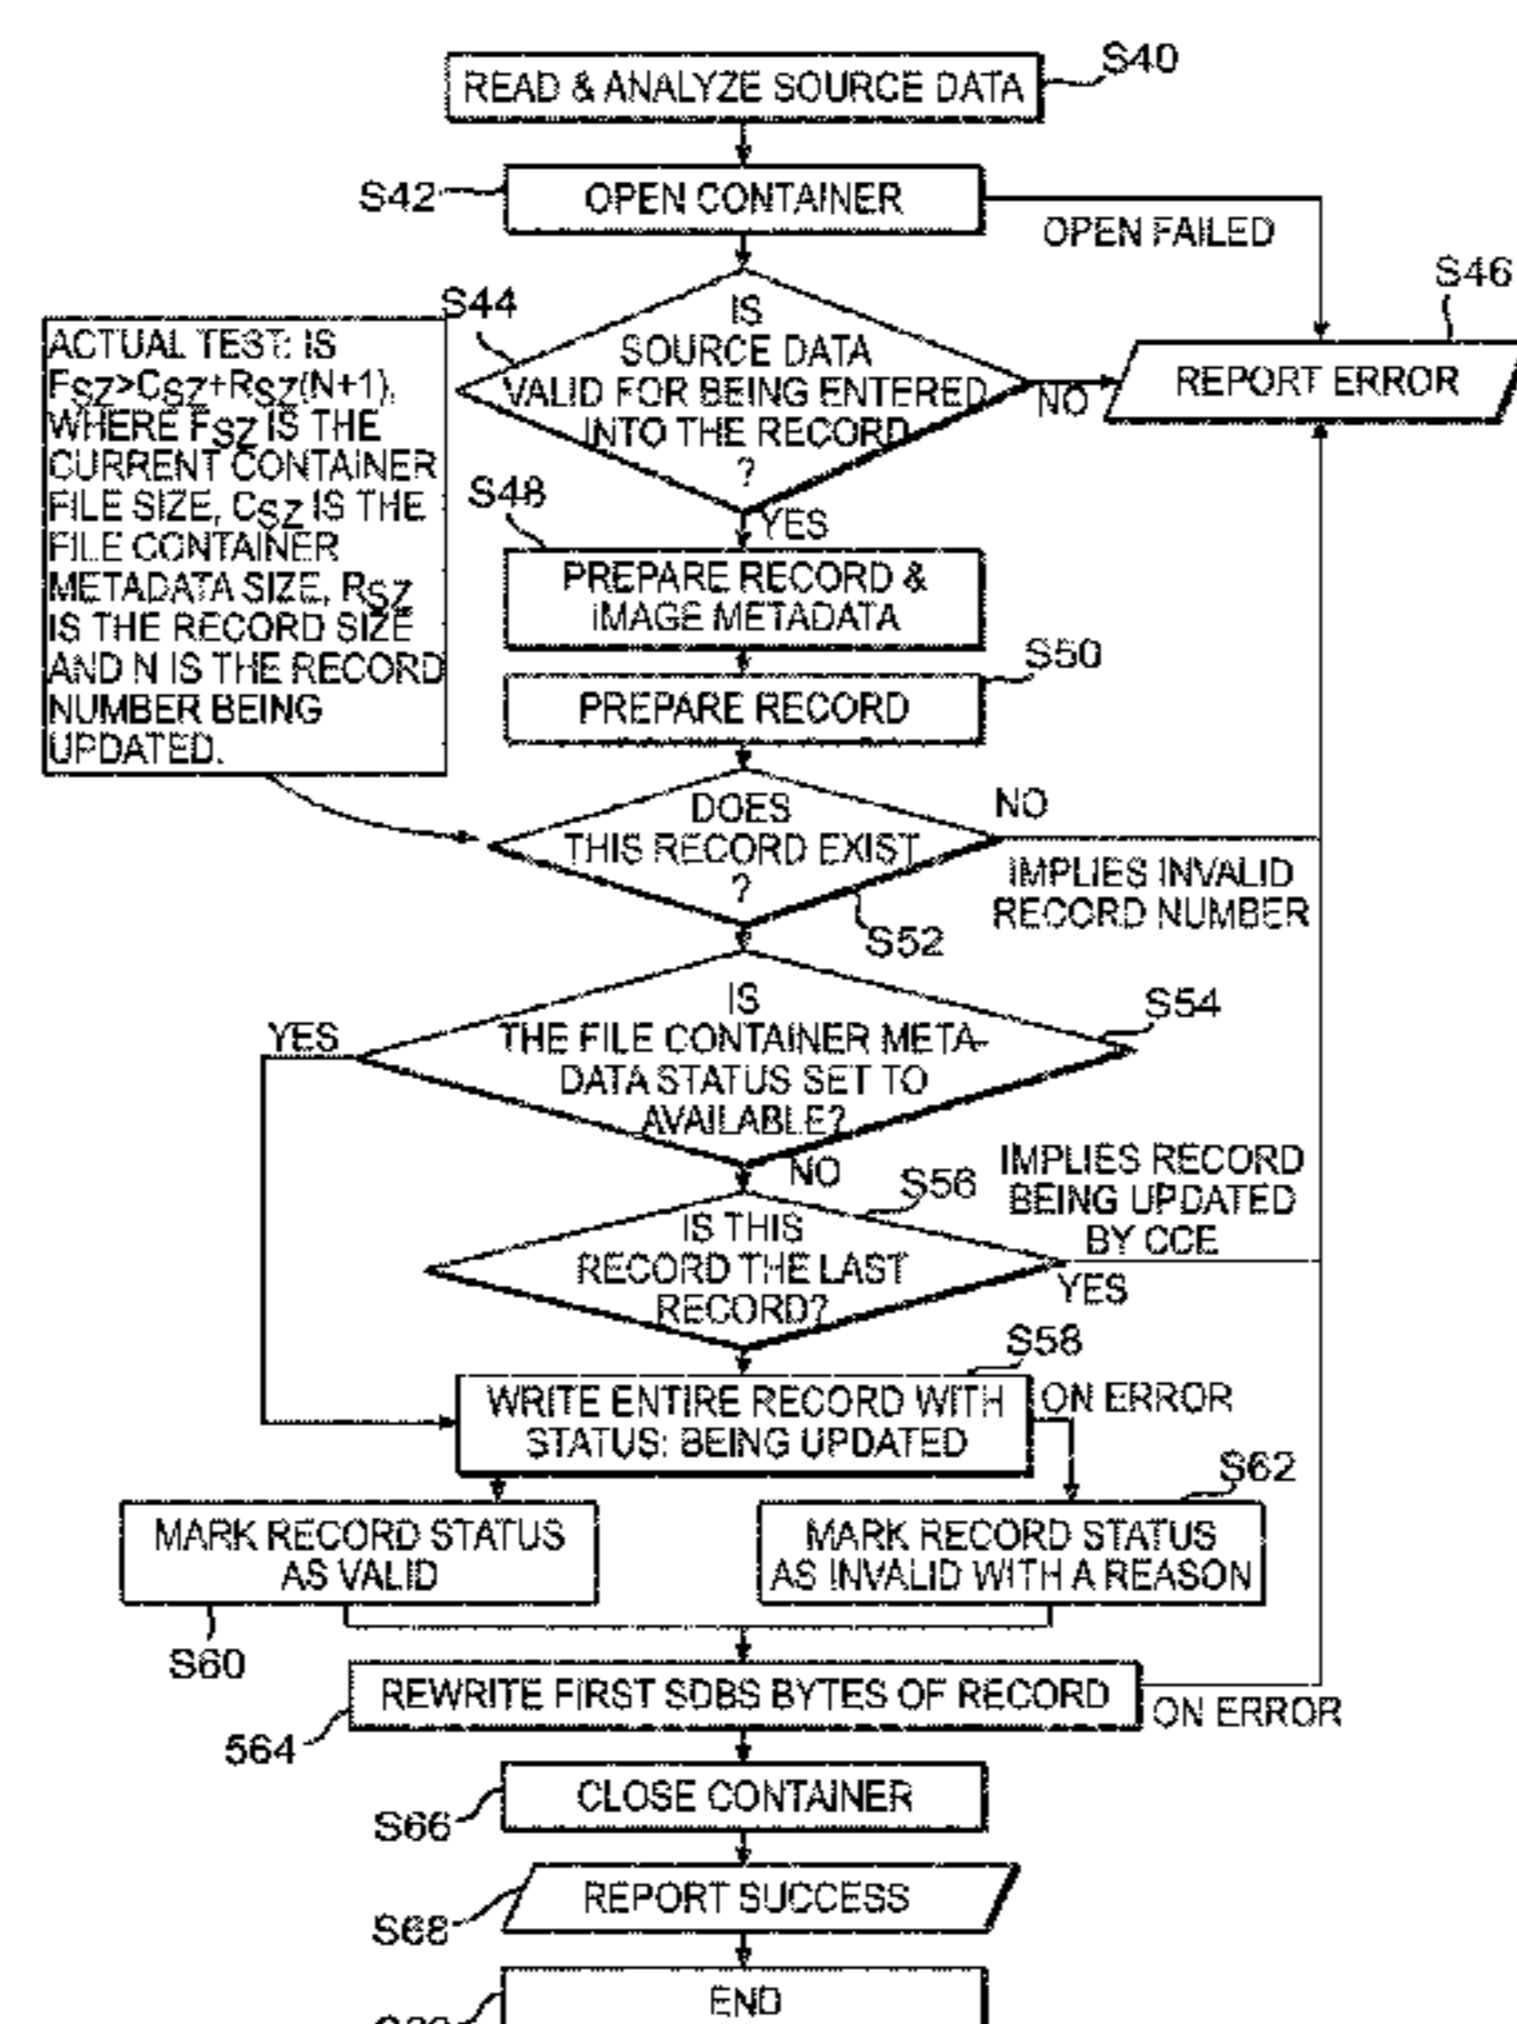 S40
READ & ANALYZE SOURCE DATA
S42
OPEN CONTAINER
OPEN FAILED
S46
REPORT ERROR
S44
IS
SOURCE DATA
VALID FOR BEING ENTERED
INTO THE RECORD
?
NO
YES
ACTUAL TEST: IS
FSZ>CSZ+RSZ(N+1),
WHERE FSZ IS THE
CURRENT CONTAINER
FILE SIZE, CSZ IS THE
FILE CONTAINER
METADATA SIZE, RSZ
IS THE RECORD SIZE
AND N IS THE RECORD
NUMBER BEING
UPDATED.
S48
PREPARE RECORD &
IMAGE METADATA
S50
PREPARE RECORD
DOES
THIS RECORD EXIST
?
NO
IMPLIES INVALID
RECORD NUMBER
S52
IS
THE FILE CONTAINER META-
DATA STATUS SET TO
AVAILABLE?
S54
YES
NO
S56
IMPLIES RECORD
BEING UPDATED
BY CCE
IS THIS
RECORD THE LAST
RECORD?
YES
S58
WRITE ENTIRE RECORD WITH
STATUS: BEING UPDATED
ON ERROR
S62
MARK RECORD STATUS
AS VALID
MARK RECORD STATUS
AS INVALID WITH A REASON
S60
REWRITE FIRST SDBS BYTES OF RECORD
ON ERROR
564
CLOSE CONTAINER
S66
REPORT SUCCESS
S68
END